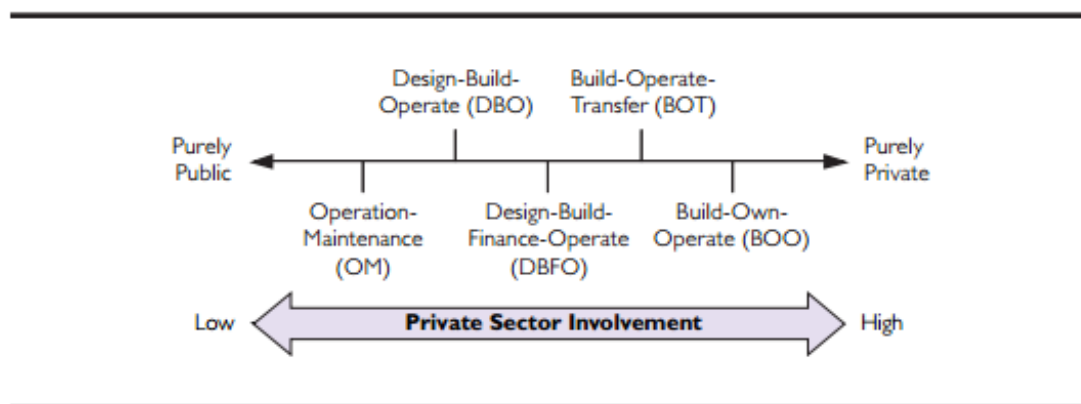 Design-Build-
Operate (DBO)
Build-Operate-
Transfer (BOT)
Purely
Public
Purely
Private
Operation-
Maintenance
(OM)
Design-Build-
Finance-Operate
(DBFO)
Build-Own-
Operate (BOO)
Low
Private Sector Involvement
High